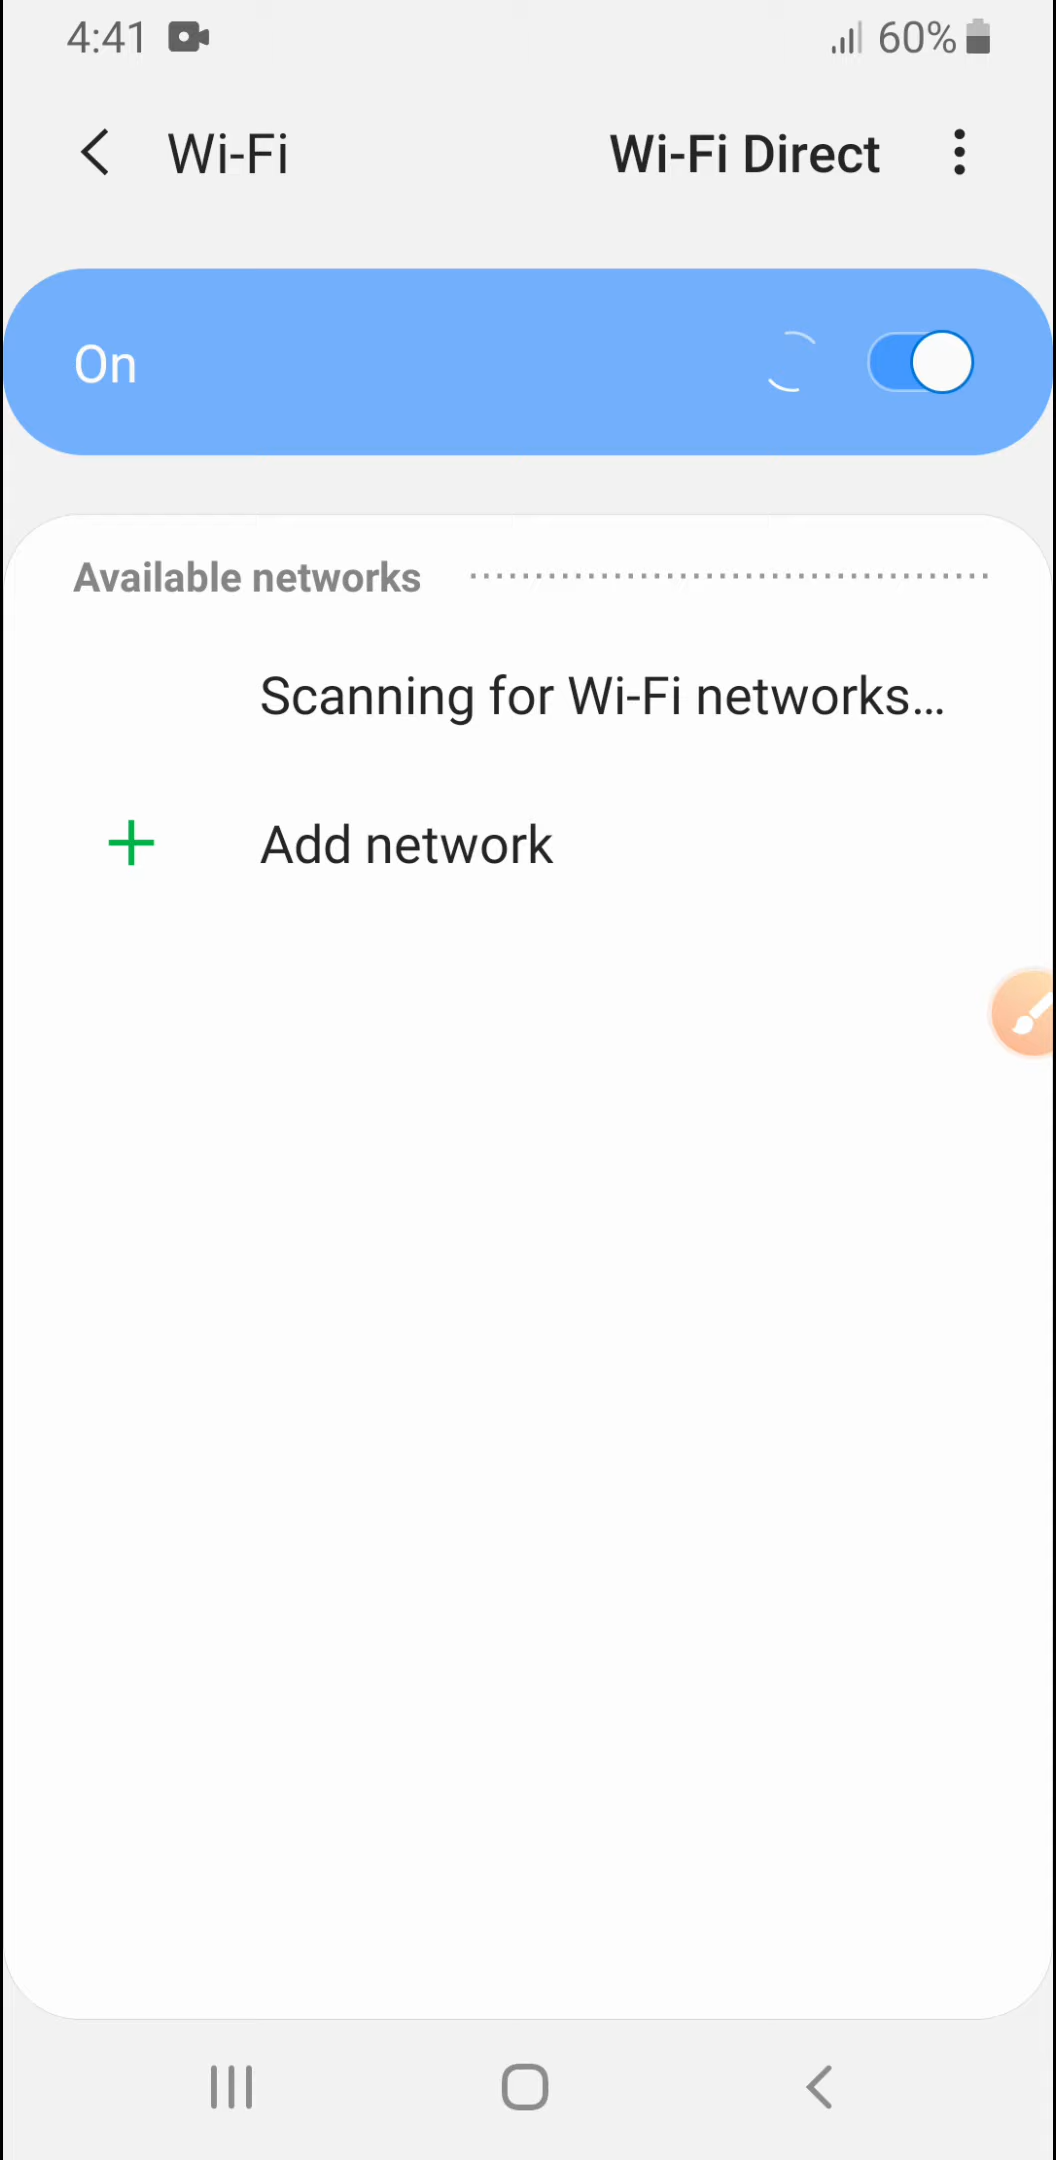 4:41 60%
Wi-Fi Wi-Fi Direct
On
Available networks
Scanning for Wi-Fi networks...
Add network